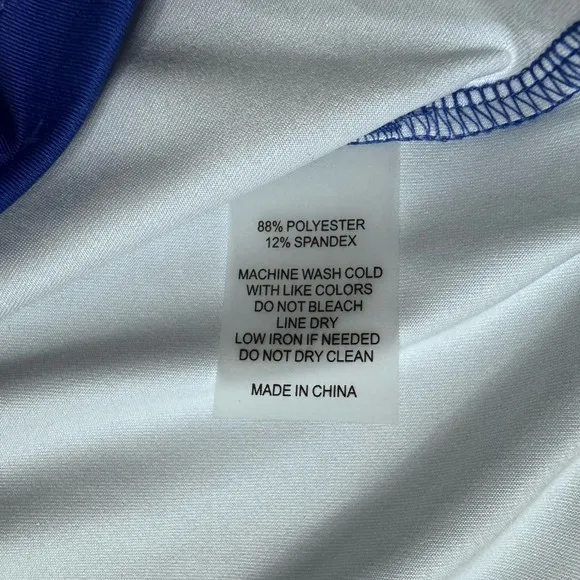 88% POLYESTER
12% SPANDEX
MACHINE WASH COLD
WITH LIKE COLORS
DO NOT BLEACH
LINE DRY
LOW IRON IF NEEDED
DO NOT DRY CLEAN
MADE IN CHINA